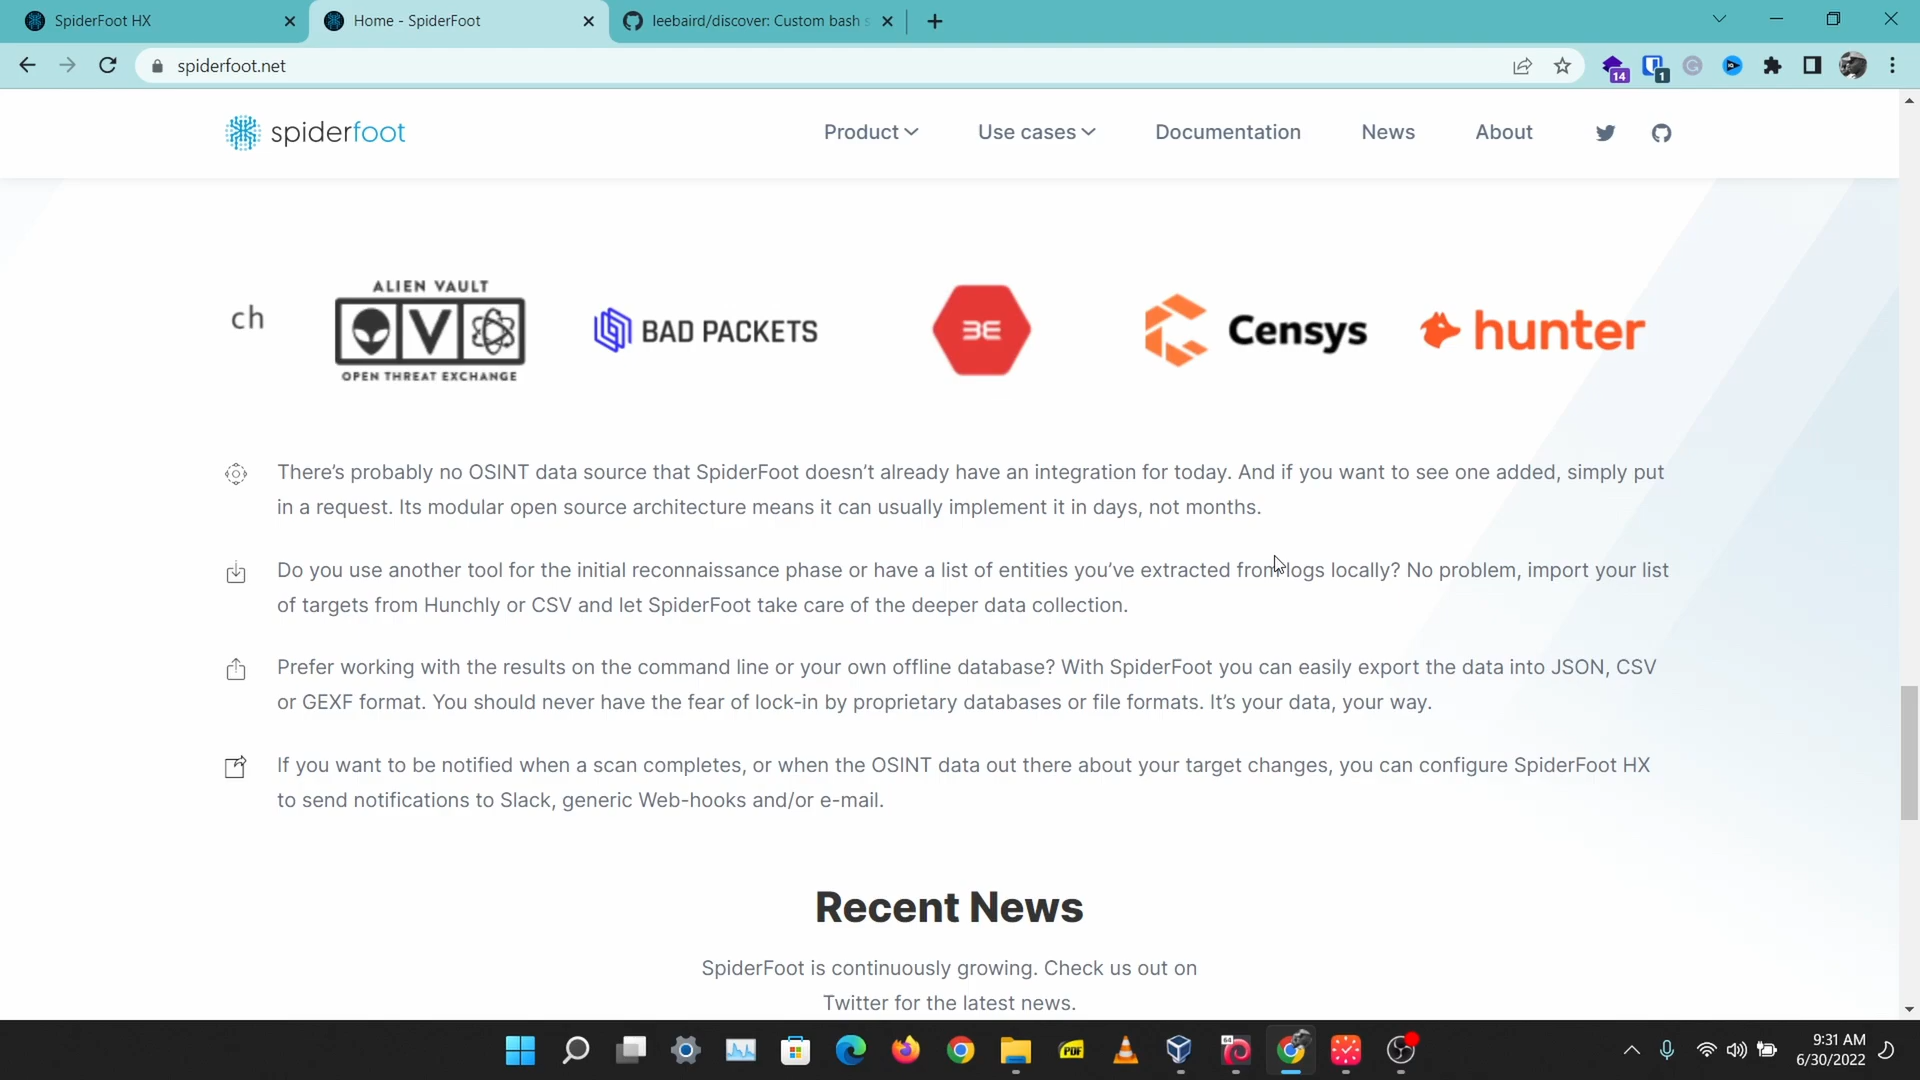 SpiderFoot HX
Home - SpiderFoot
leebaird/discover: Custom bash s
spiderfoot.net
14
1
spiderfoot
Product
Use cases
Documentation
News
About
ch
ALIEN VAULT
OPEN THREAT EXCHANGE
BAD PACKETS
BE
Censys
hunter
There's probably no OSINT data source that SpiderFoot doesn't already have an integration for today. And if you want to see one added, simply put
in a request. Its modular open source architecture means it can usually implement it in days, not months.
Do you use another tool for the initial reconnaissance phase or have a list of entities you've extracted from logs locally? No problem, import your list
of targets from Hunchly or CSV and let SpiderFoot take care of the deeper data collection.
Prefer working with the results on the command line or your own offline database? With SpiderFoot you can easily export the data into JSON, CSV
or GEXF format. You should never have the fear of lock-in by proprietary databases or file formats. It's your data, your way.
If you want to be notified when a scan completes, or when the OSINT data out there about your target changes, you can configure SpiderFoot HX
to send notifications to Slack, generic Web-hooks and/or e-mail.
Recent News
SpiderFoot is continuously growing. Check us out on
Twitter for the latest news.
PDF
64
9:31 AM
6/30/2022